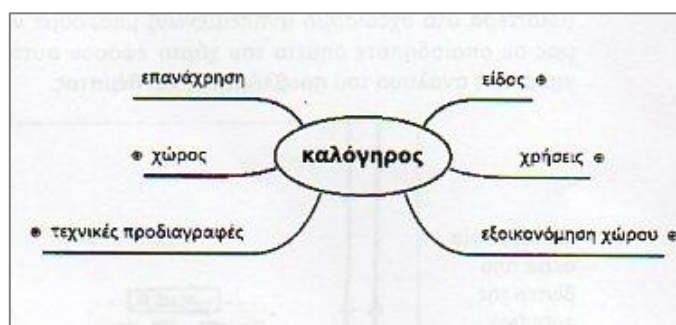 επανάχρηση
είδος
καλόγηρος
χώρος
χρήσεις
τεχνικές προδιαγραφές
εξοικονόμηση χώρου